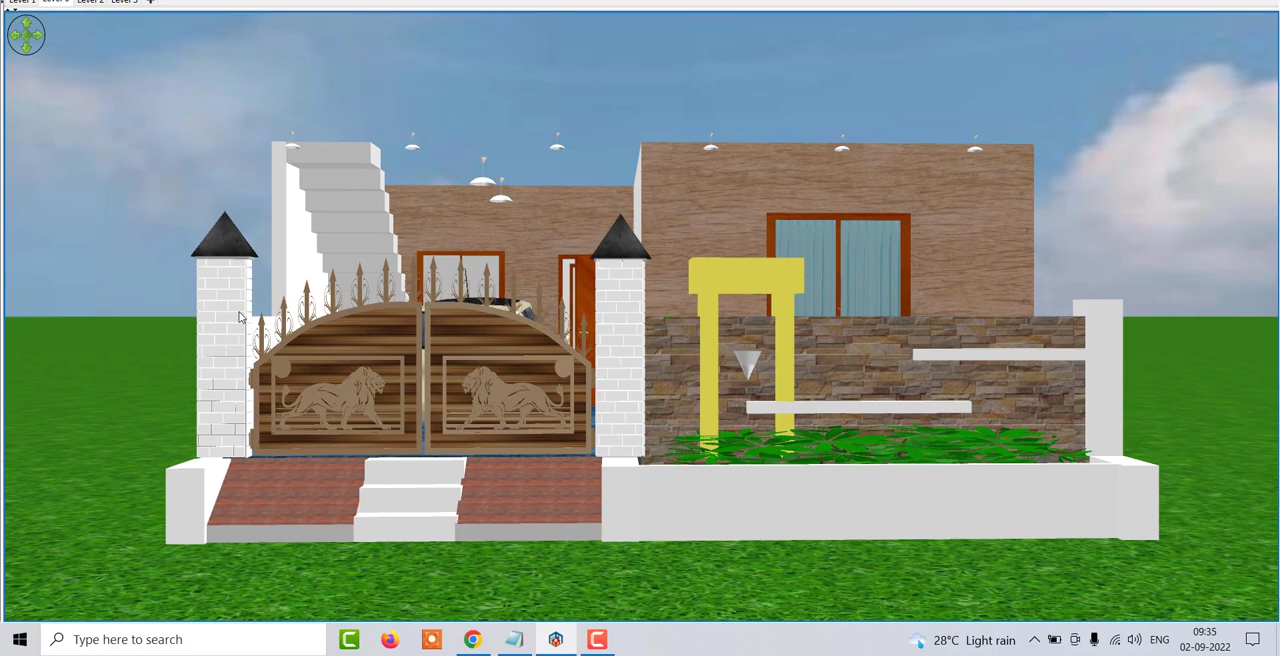 Level 1 Level 2 Level 3
Type here to search
28°C Light rain
ENG
09:35
02-09-2022